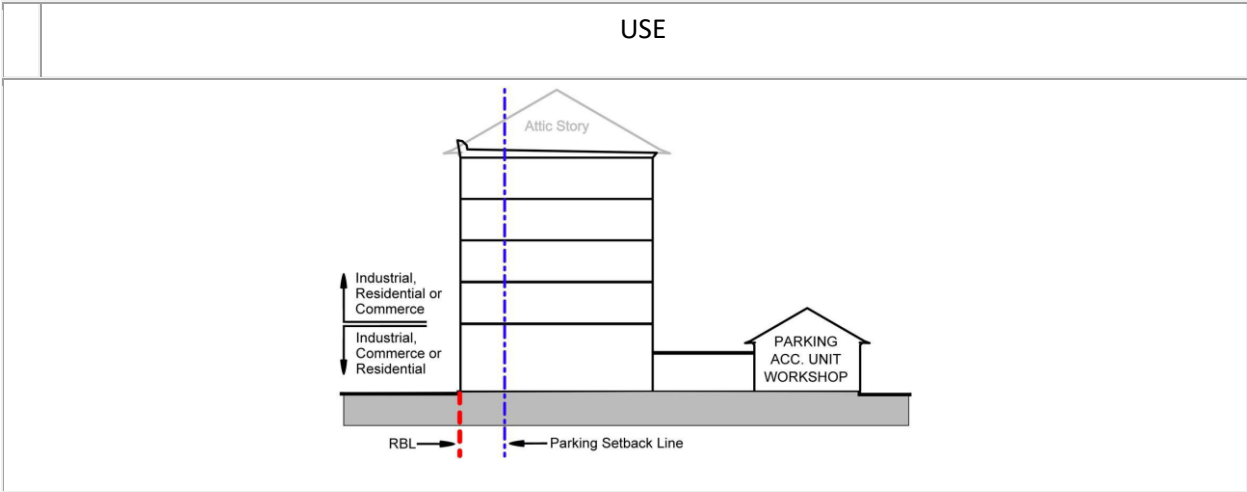 USE
Attic Story
Industrial,
Residential or
Commerce
Industrial,
Commerce or
Residential
PARKING
ACC. UNIT
WORKSHOP
RBL
Parking Setback Line